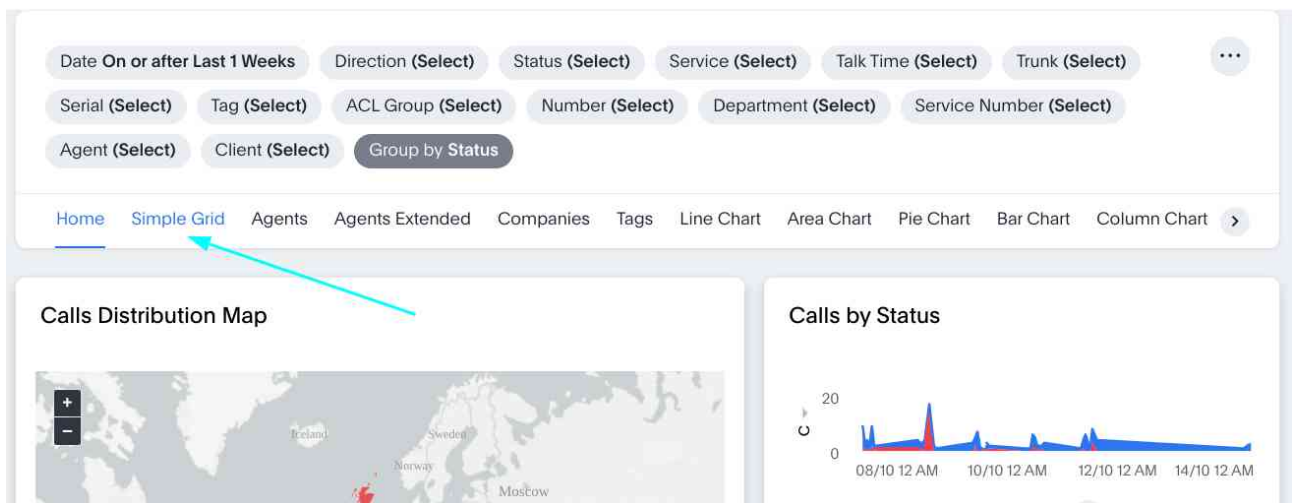 Date On or after Last 1 Weeks Direction (Select) Status (Select) Service (Select) Talk Time (Select) Trunk (Select) ...
Serial (Select) Tag (Select) ACL Group (Select) Number (Select) Department (Select) Service Number (Select)
Agent (Select) Client (Select) Group by Status
Home Simple Grid Agents Agents Extended Companies Tags Line Chart Area Chart Pie Chart Bar Chart Column Chart
Calls Distribution Map
+
−
Iceland
Sweden
Norway
Moscow
Calls by Status
20
C
0
08/10 12 AM 10/10 12 AM 12/10 12 AM 14/10 12 AM